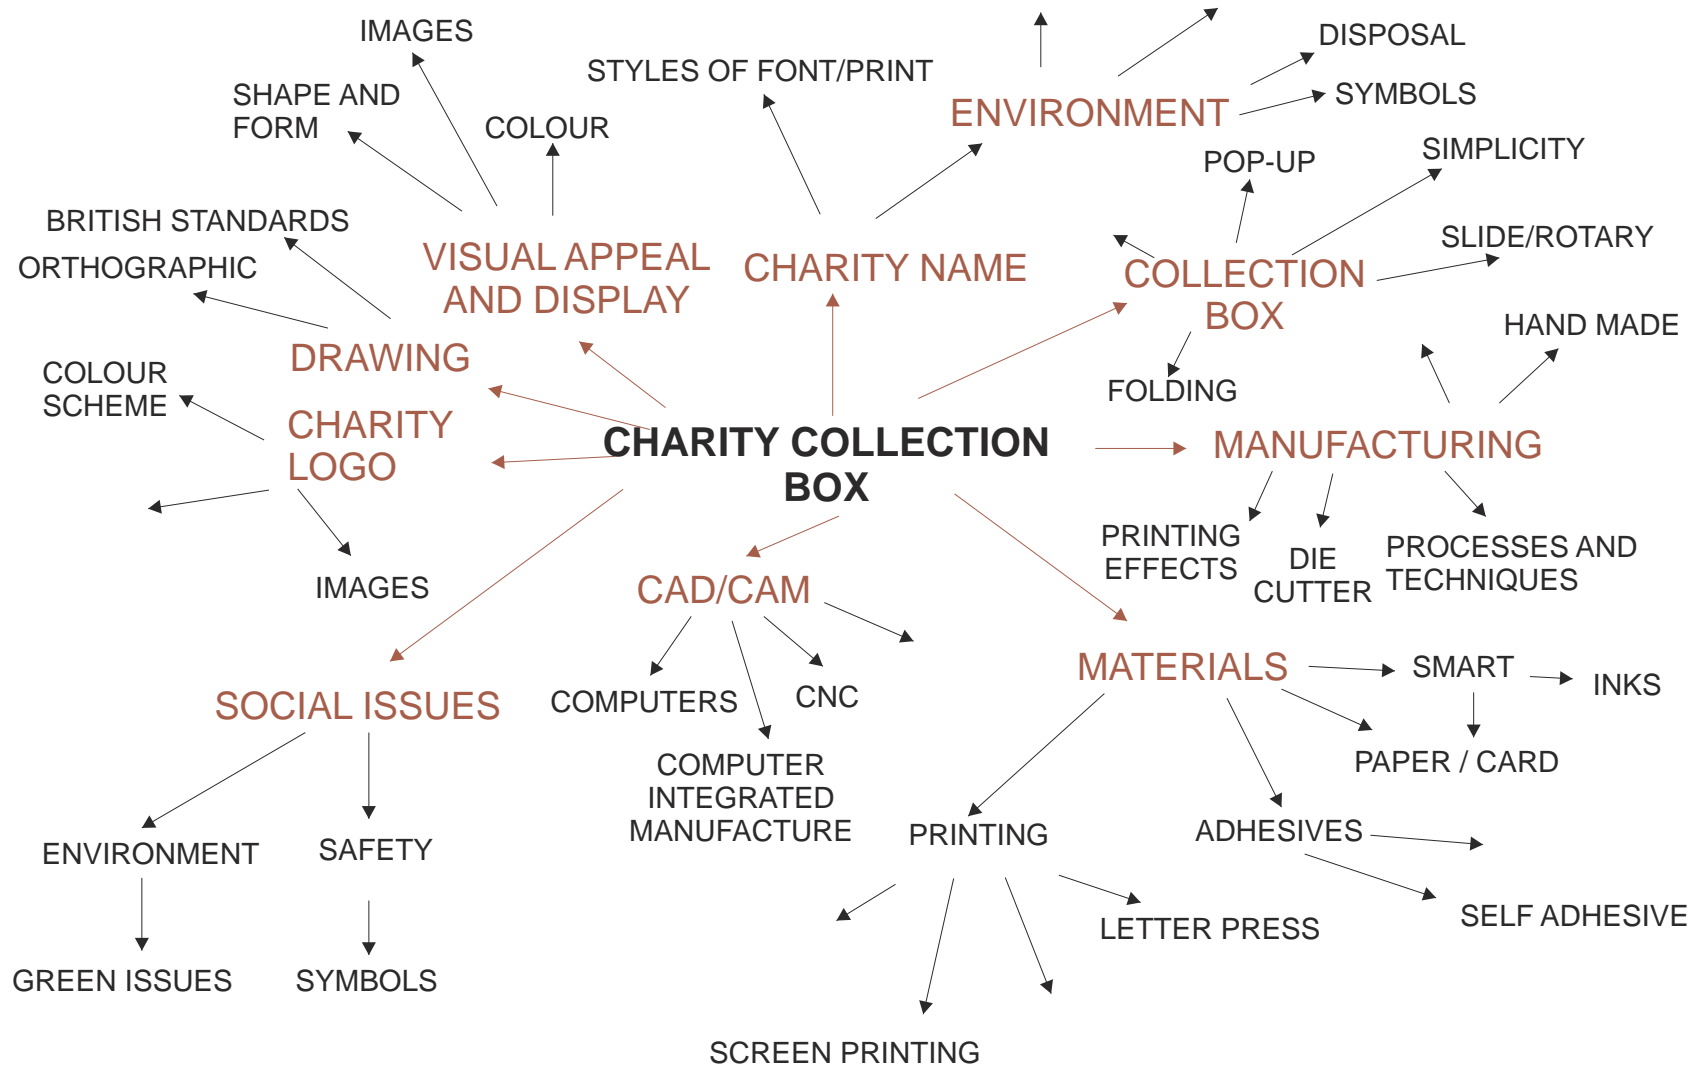 IMAGES
DISPOSAL
STYLES OF FONT/PRINT
SHAPE AND
FORM
SYMBOLS
ENVIRONMENT
COLOUR
SIMPLICITY
POP-UP
BRITISH STANDARDS
ORTHOGRAPHIC
VISUAL APPEAL
AND DISPLAY
CHARITY NAME
COLLECTION
BOX
SLIDE/ROTARY
HAND MADE
DRAWING
COLOUR
SCHEME
FOLDING
CHARITY
LOGO
CHARITY COLLECTION
BOX
MANUFACTURING
PRINTING
EFFECTS
DIE
CUTTER
PROCESSES AND
TECHNIQUES
IMAGES
CAD/CAM
MATERIALS
SMART
INKS
SOCIAL ISSUES
COMPUTERS
CNC
COMPUTER
INTEGRATED
MANUFACTURE
PAPER / CARD
PRINTING
ADHESIVES
ENVIRONMENT
SAFETY
LETTER PRESS
SELF ADHESIVE
GREEN ISSUES
SYMBOLS
SCREEN PRINTING